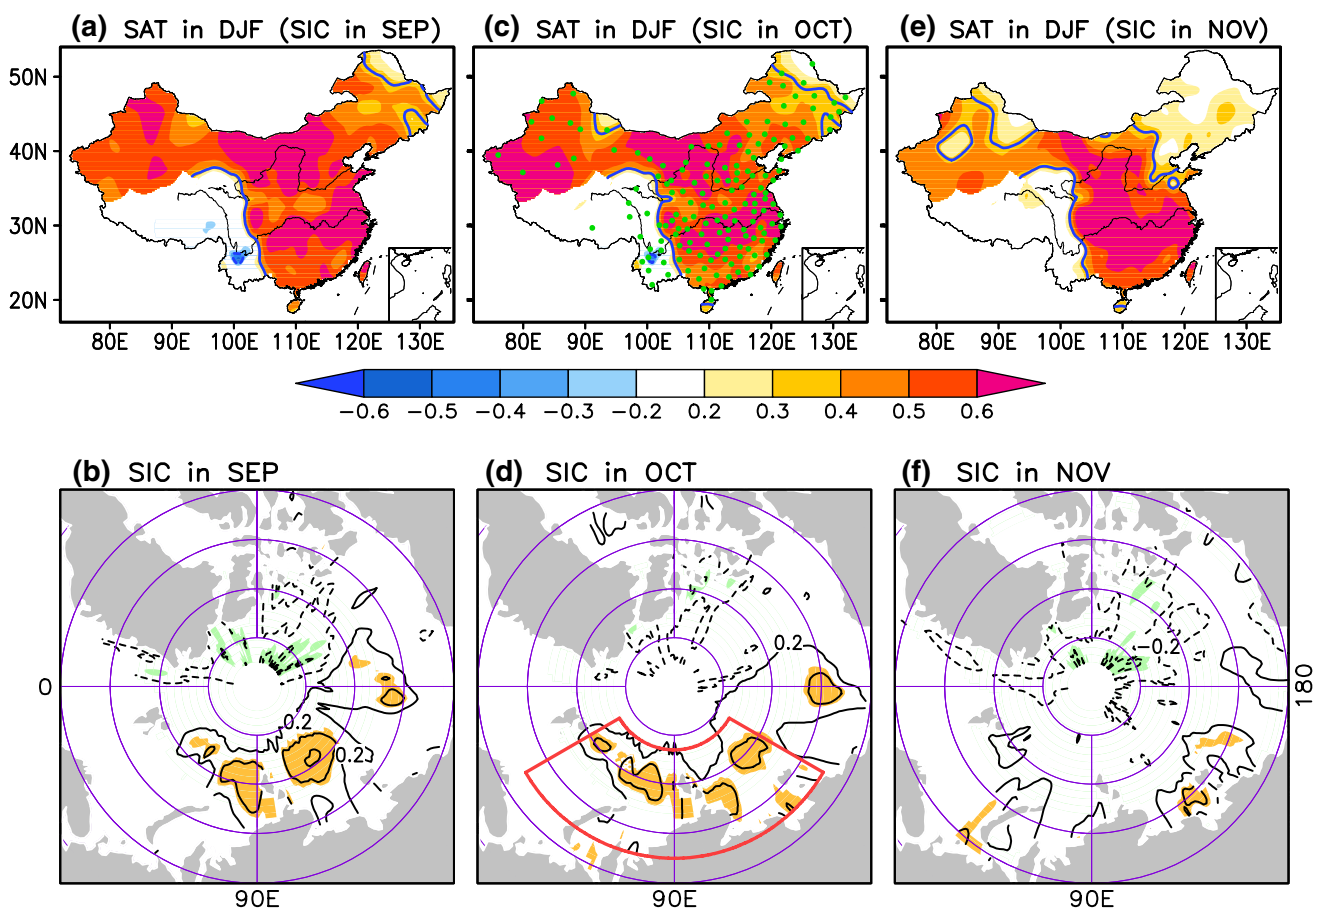 (a) SAT in DJF (SIC in SEP)
(c) SAT in DJF (SIC in OCT)
(e) SAT in DJF (SIC in NOV)
50N
40N
30N
20N
80E 90E 100E 110E 120E 130E
80E 90E 100E 110E 120E 130E
80E 90E 100E 110E 120E 130E
−0.6 −0.5 −0.4 −0.3 −0.2 0.2 0.3 0.4 0.5 0.6
(b) SIC in SEP
(d) SIC in OCT
(f) SIC in NOV
0
0.2
0.2
0.2
−0.2
180
90E
90E
90E